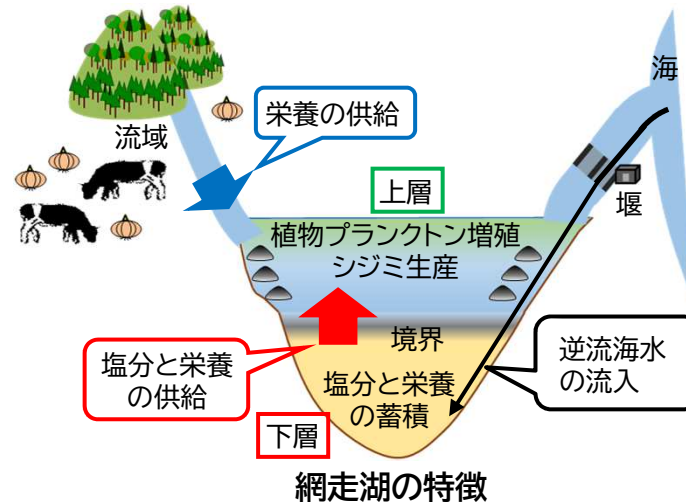 海
栄養の供給
流域
上層
堰
植物プランクトン増殖
シジミ生産
境界
塩分と栄養
の供給
逆流海水
の流入
塩分と栄養
の蓄積
下層
網走湖の特徴